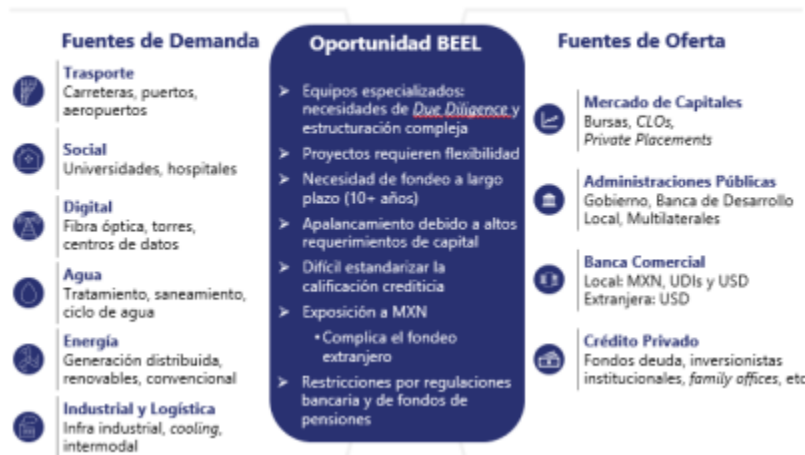 Fuentes de Demanda
Trasporte
Carreteras, puertos,
aeropuertos
Social
Universidades, hospitales
Digital
Fibra óptica, torres,
centros de datos
Agua
Tratamiento, saneamiento,
ciclo de agua
Energía
Generación distribuida,
renovables, convencional
Industrial y Logística
Infra industrial, cooling,
intermodal
Oportunidad BEEL
➢ Equipos especializados:
necesidades de Due Diligence y
estructuración compleja
➢ Proyectos requieren flexibilidad
➢ Necesidad de fondeo a largo
plazo (10+ años)
➢ Apalancamiento debido a altos
requerimientos de capital
➢ Difícil estandarizar la
calificación crediticia
➢ Exposición a MXN
• Complica el fondeo
extranjero
➢ Restricciones por regulaciones
bancaria y de fondos de
pensiones
Fuentes de Oferta
Mercado de Capitales
Bursas, CLOs,
Private Placements
Administraciones Públicas
Gobierno, Banca de Desarrollo
Local, Multilaterales
Banca Comercial
Local: MXN, UDIs y USD
Extranjera: USD
Crédito Privado
Fondos deuda, inversionistas
institucionales, family offices, etc